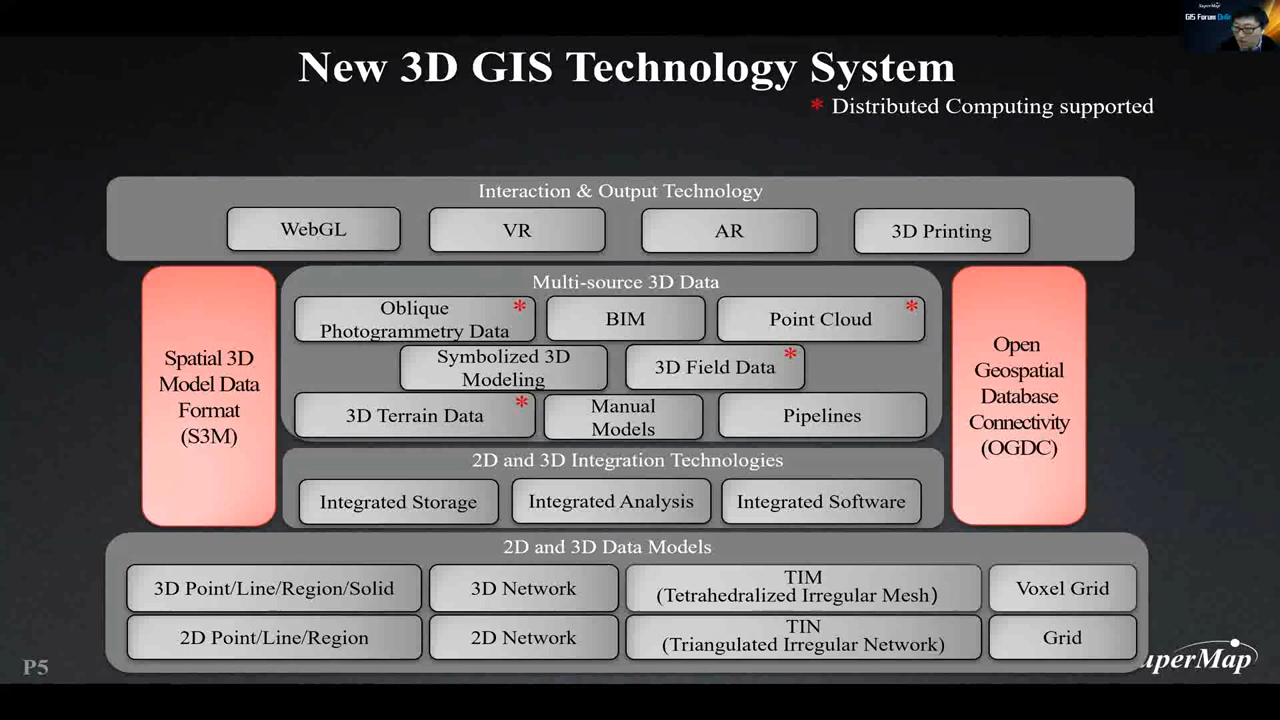 SuperMap
GIS Forum
New 3D GIS Technology System
* Distributed Computing supported
Interaction & Output Technology
WebGL
VR
AR
3D Printing
Spatial 3D
Model Data
Format
(S3M)
Multi-source 3D Data
Oblique *
Photogrammetry Data
BIM
Point Cloud *
Symbolized 3D
Modeling
3D Field Data *
3D Terrain Data *
Manual
Models
Pipelines
2D and 3D Integration Technologies
Integrated Storage
Integrated Analysis
Integrated Software
Open
Geospatial
Database
Connectivity
(OGDC)
2D and 3D Data Models
3D Point/Line/Region/Solid
3D Network
TIM
(Tetrahedralized Irregular Mesh)
Voxel Grid
2D Point/Line/Region
2D Network
TIN
(Triangulated Irregular Network)
Grid
P5
uperMap